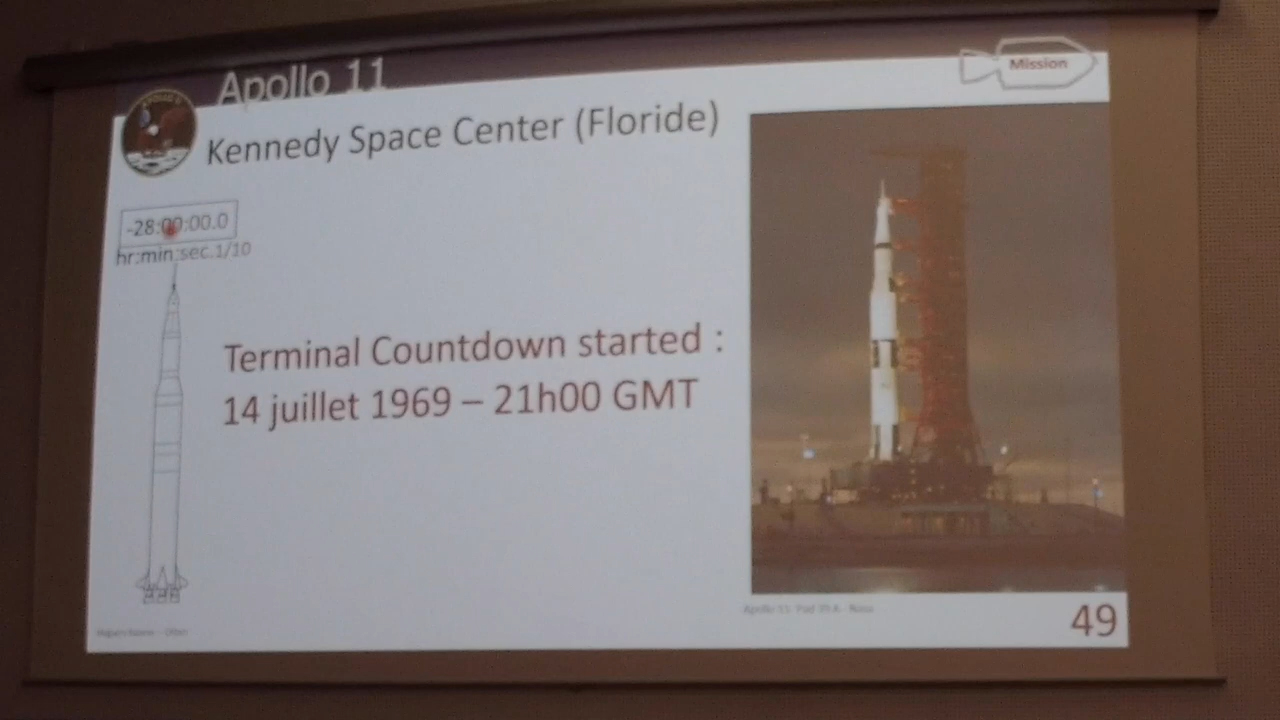 Apollo 11
Mission
Kennedy Space Center (Floride)
-28:00:00.0
hr:min:sec.1/10
Terminal Countdown started :
14 juillet 1969 – 21h00 GMT
Apollo 11 Pad 39 A - Nasa
49